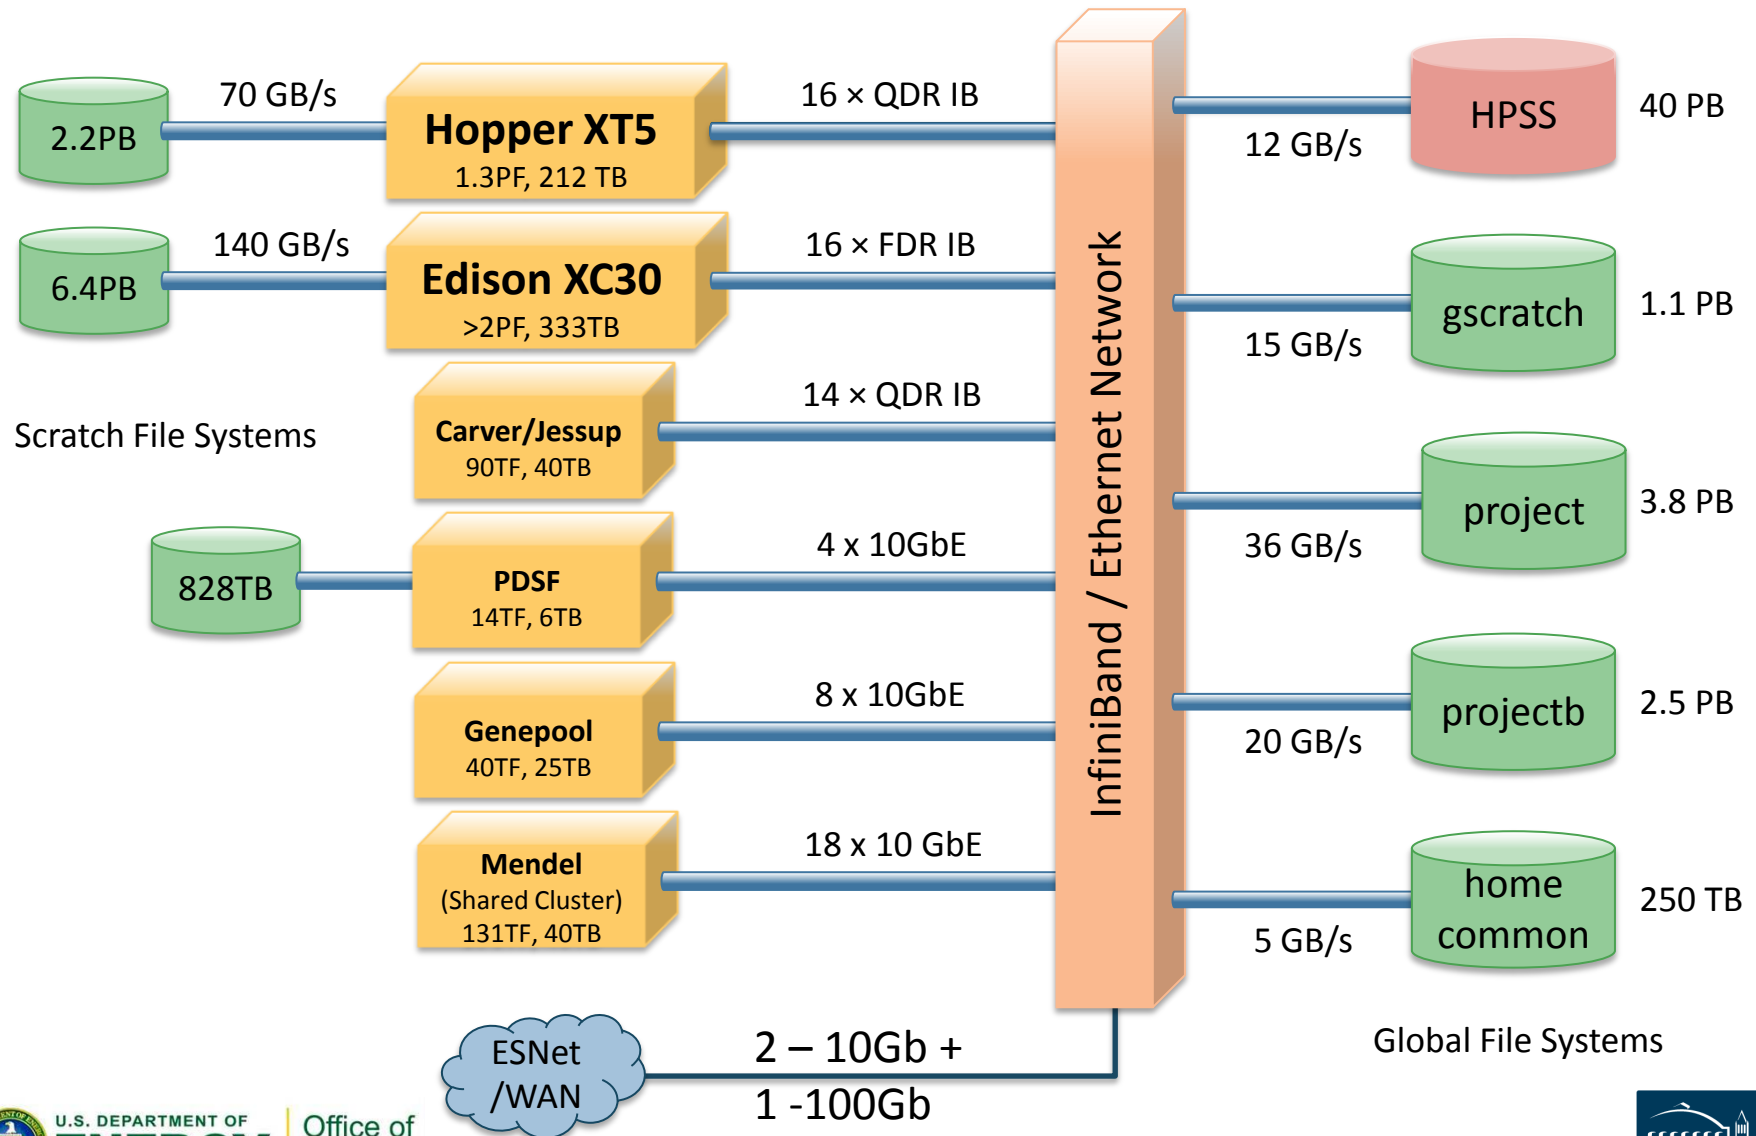 2.2PB
70 GB/s
Hopper XT5
1.3PF, 212 TB
16 × QDR IB
12 GB/s
HPSS
40 PB
6.4PB
140 GB/s
Edison XC30
>2PF, 333TB
16 × FDR IB
15 GB/s
gscratch
1.1 PB
Scratch File Systems
Carver/Jessup
90TF, 40TB
14 × QDR IB
InfiniBand / Ethernet Network
36 GB/s
project
3.8 PB
828TB
PDSF
14TF, 6TB
4 x 10GbE
Genepool
40TF, 25TB
8 x 10GbE
20 GB/s
projectb
2.5 PB
Mendel
(Shared Cluster)
131TF, 40TB
18 x 10 GbE
5 GB/s
home
common
250 TB
ESNet
/WAN
2 – 10Gb +
1 -100Gb
Global File Systems
U.S. DEPARTMENT OF
ENERGY
Office of